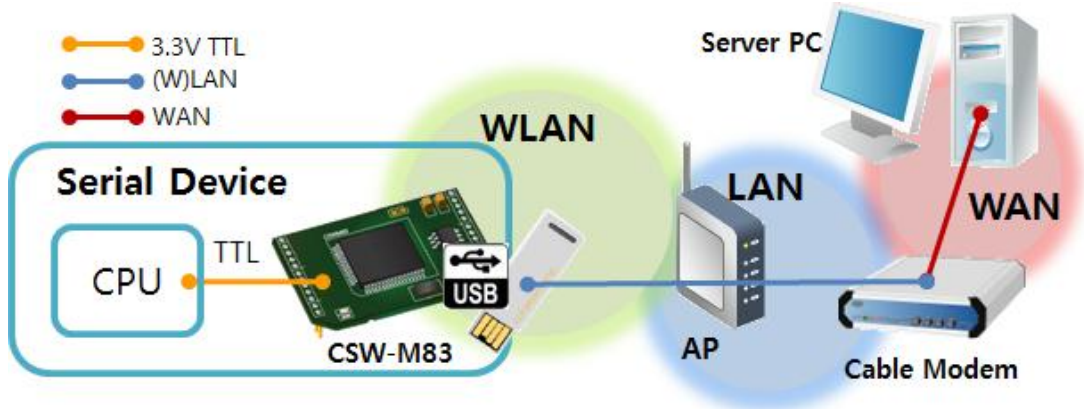 3.3V TTL
(W)LAN
WAN
Server PC
WLAN
Serial Device
LAN
WAN
CPU
TTL
USB
CSW-M83
AP
Cable Modem